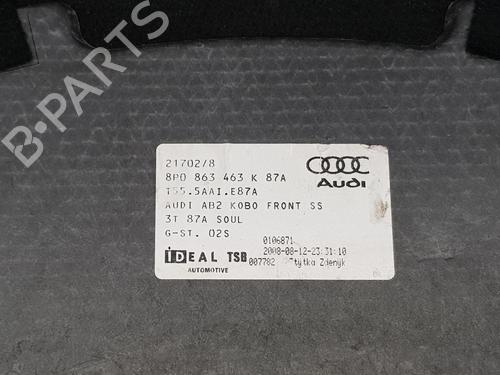 B-PARTS
21702/8
8P0 863 463 K 87A
T55.5AAI.E87A
AUDI AB2 KOBO FRONT SS
3T 87A SOUL
G-ST. 02S
Audi
0106871
2008-08-12-23.31:10
007782 Zdenyk
iDEAL TSB
AUTOMOTIVE